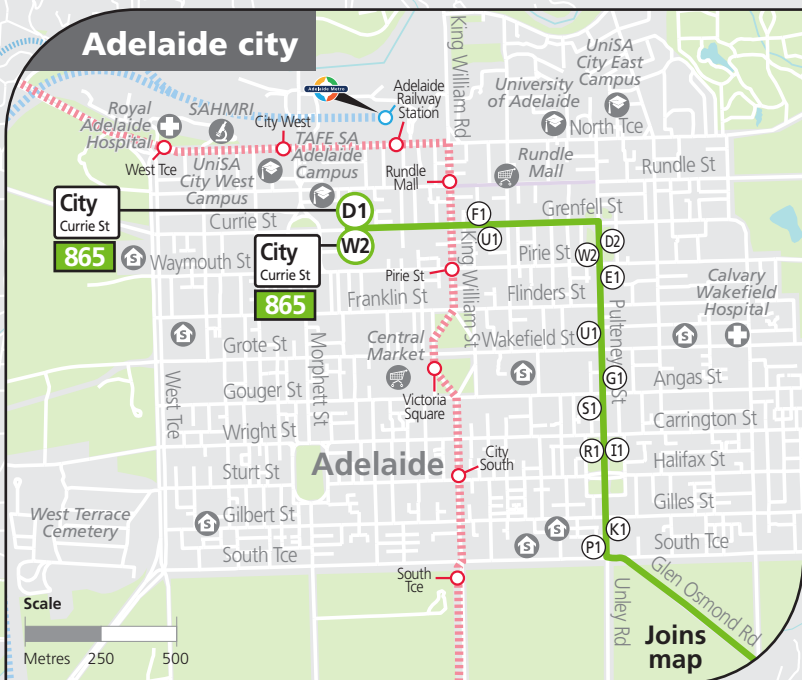 Adelaide city
King William Rd
UniSA
City East
Campus
University
of Adelaide
North Tce
Adelaide
Railway
Station
Adelaide Metro
Royal
Adelaide
Hospital
SAHMRI
City West
TAFE SA
Adelaide
Campus
West Tce
UniSA
City West
Campus
Rundle
Mall
Rundle
Mall
Rundle St
City
Currie St
865
Currie St
D1
W2
City
Currie St
865
F1
U1
Grenfell St
Waymouth St
Pirie St
King William St
Pirie St
W2
D2
E1
Franklin St
Flinders St
Pulteney St
Calvary
Wakefield
Hospital
Grote St
Morphett St
Central
Market
Wakefield St
U1
West Tce
Gouger St
Victoria
Square
G1
Angas St
S1
Carrington St
Wright St
Adelaide
City
South
R1
I1
Halifax St
Sturt St
Gilles St
West Terrace
Cemetery
Gilbert St
K1
P1
South Tce
South Tce
South
Tce
Unley Rd
Glen Osmond Rd
Joins
map
Scale
Metres 250 500
S
S
S
S
S
S
S